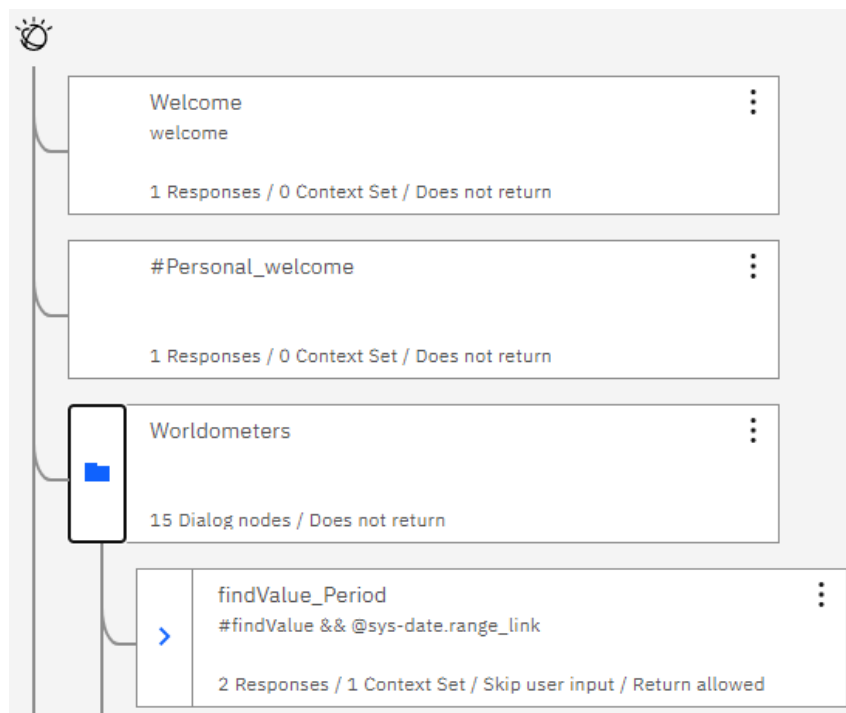 Welcome
welcome
1 Responses / 0 Context Set / Does not return
#Personal_welcome
1 Responses / 0 Context Set / Does not return
Worldometers
15 Dialog nodes / Does not return
findValue_Period
#findValue && @sys-date.range_link
2 Responses / 1 Context Set / Skip user input / Return allowed